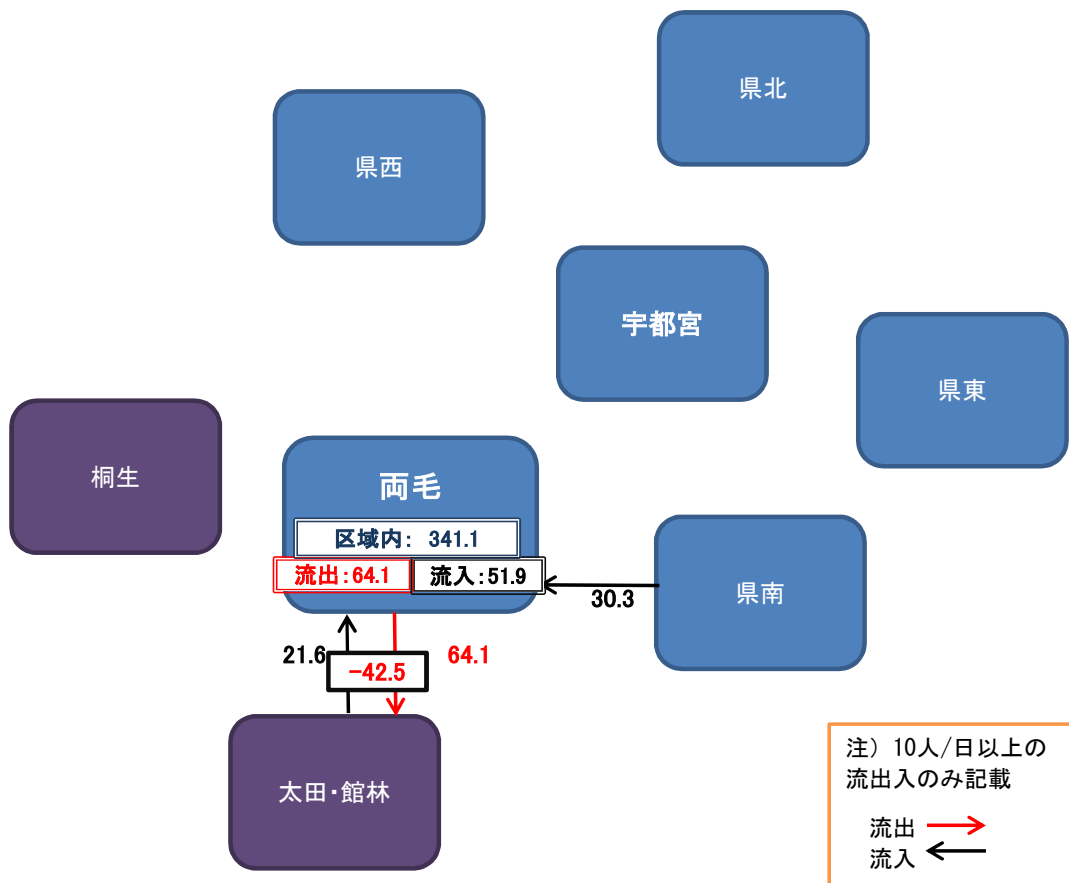 県北
県西
宇都宮
県東
桐生
両毛
区域内: 341.1
流出:64.1
流入:51.9
30.3
県南
21.6
-42.5
64.1
太田・館林
注) 10人/日以上の
流出入のみ記載
流出
流入